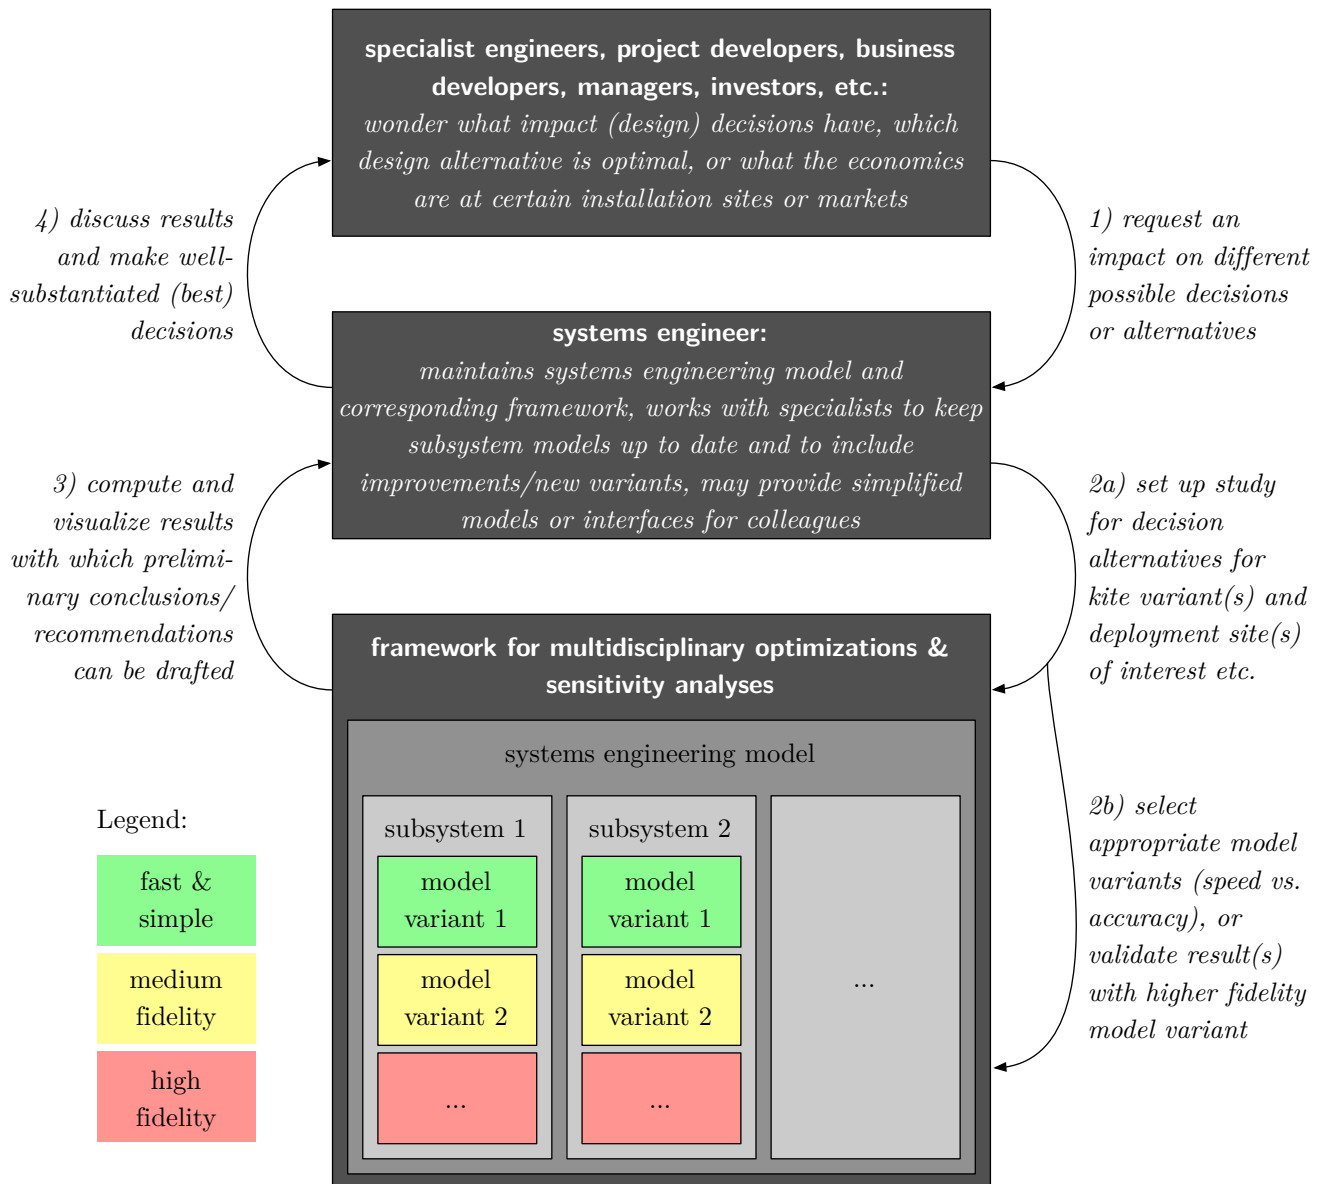 specialist engineers, project developers, business
developers, managers, investors, etc.:
wonder what impact (design) decisions have, which
design alternative is optimal, or what the economics
are at certain installation sites or markets
4) discuss results
and make well-
substantiated (best)
decisions
1) request an
impact on different
possible decisions
or alternatives
systems engineer:
maintains systems engineering model and
corresponding framework, works with specialists to keep
subsystem models up to date and to include
improvements/new variants, may provide simplified
models or interfaces for colleagues
3) compute and
visualize results
with which prelimi-
nary conclusions/
recommendations
can be drafted
2a) set up study
for decision
alternatives for
kite variant(s) and
deployment site(s)
of interest etc.
framework for multidisciplinary optimizations &
sensitivity analyses
systems engineering model
subsystem 1
model
variant 1
model
variant 2
...
subsystem 2
model
variant 1
model
variant 2
...
...
2b) select
appropriate model
variants (speed vs.
accuracy), or
validate result(s)
with higher fidelity
model variant
Legend:
fast &
simple
medium
fidelity
high
fidelity